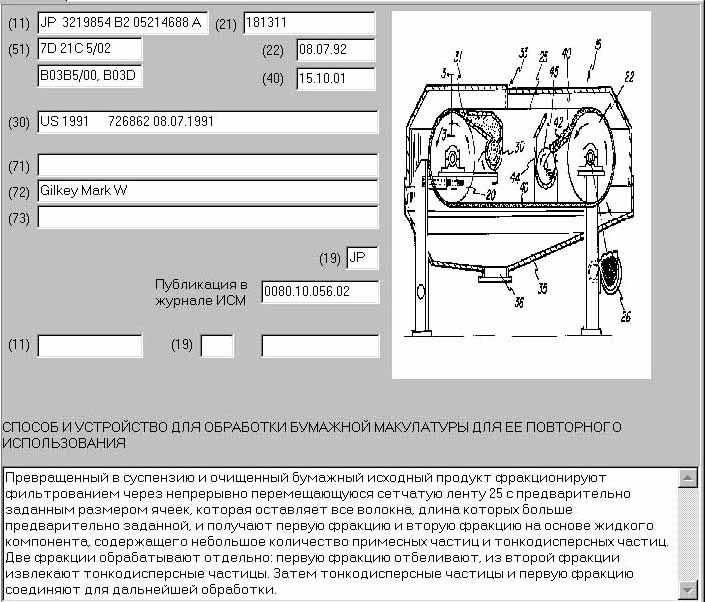 (11) JP 3219854 B2 05214688 A (21) 181311
(51) 7D 21C 5/02 (22) 08.07.92
B03B5/00, B03D (40) 15.10.01
(30) US 1991 726862 08.07.1991
(71)
(72) Gilkey Mark W
(73)
(19) JP
Публикация в
журнале ИСМ 0080.10.056.02
(11) (19)
31 33 25 45 40 15 22
3 42
3 30 44
20 40
36 35 26
СПОСОБ И УСТРОЙСТВО ДЛЯ ОБРАБОТКИ БУМАЖНОЙ МАКУЛАТУРЫ ДЛЯ ЕЕ ПОВТОРНОГО
ИСПОЛЬЗОВАНИЯ
Превращенный в суспензию и очищенный бумажный исходный продукт фракционируют
фильтрованием через непрерывно перемещающуюся сетчатую ленту 25 с предварительно
заданным размером ячеек, которая оставляет все волокна, длина которых больше
предварительно заданной, и получают первую фракцию и вторую фракцию на основе жидкого
компонента, содержащего небольшое количество примесных частиц и тонкодисперсных частиц.
Две фракции обрабатывают отдельно: первую фракцию отбеливают, из второй фракции
извлекают тонкодисперсные частицы. Затем тонкодисперсные частицы и первую фракцию
соединяют для дальнейшей обработки.